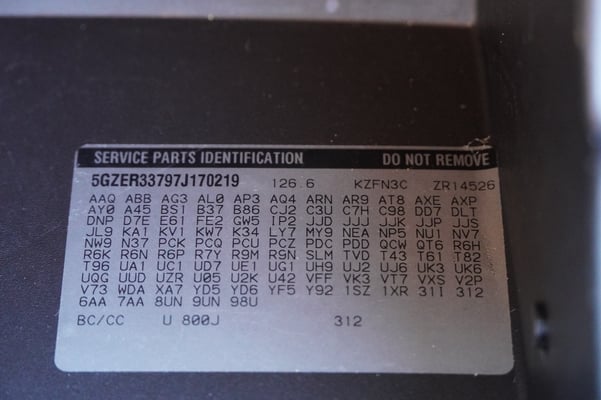 SERVICE PARTS IDENTIFICATION DO NOT REMOVE
5GZER33797J170219 126.6 KZFN3C ZR14526
AAQ ABB AG3 AL0 AP3 AQ4 ARN AR9 AT8 AXE AXP
AY0 A45 BS1 B37 B86 CJ2 C3U C7H C98 DD7 DLT
DNP D7E E61 FE2 GW5 IP2 JJD JJJ JJK JJP JJS
JL9 KA1 KV1 KW7 K34 LY7 MY9 NEA NP5 NU1 NV7
NW9 N37 PCK PCQ PCU PCZ PDC PDD QCW QT6 R6H
R6K R6N R6P R7Y R9M R9N SLM TVD T43 T61 T82
T96 UA1 UC1 UD7 UE1 UG1 UH9 UJ2 UJ6 UK3 UK6
UQG UUD UZR U05 U2K U42 VFF VK3 VT7 VXS V2P
V73 WDA XA7 YD5 YD6 YF5 Y92 1SZ 1XR 31I 312
6AA 7AA 8UN 9UN 98U
BC/CC U 800J 312